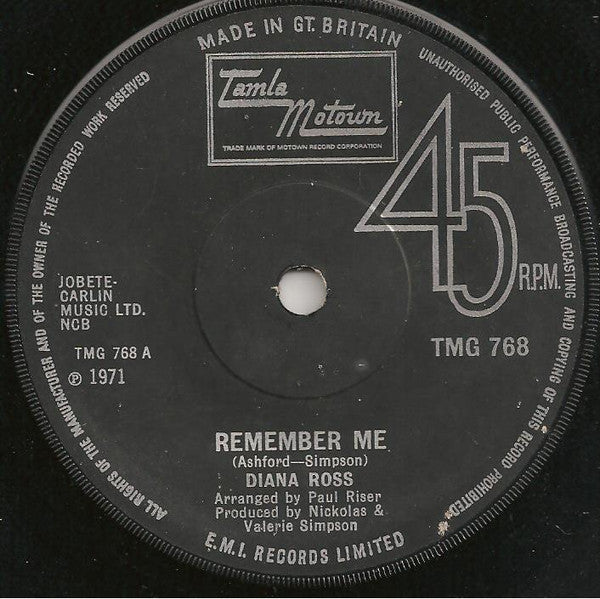 MADE IN GT. BRITAIN
Tamla
Motown
TRADE MARK OF MOTOWN RECORD CORPORATION
45
R.P.M.
TMG 768
JOBETE-
CARLIN
MUSIC LTD.
NCB
TMG 768 A
℗ 1971
REMEMBER ME
(Ashford—Simpson)
DIANA ROSS
Arranged by Paul Riser
Produced by Nickolas &
Valerie Simpson
E.M.I. RECORDS LIMITED
ALL RIGHTS OF THE MANUFACTURER AND OF THE OWNER OF THE RECORDED WORK RESERVED
UNAUTHORISED PUBLIC PERFORMANCE BROADCASTING AND COPYING OF THIS RECORD PROHIBITED